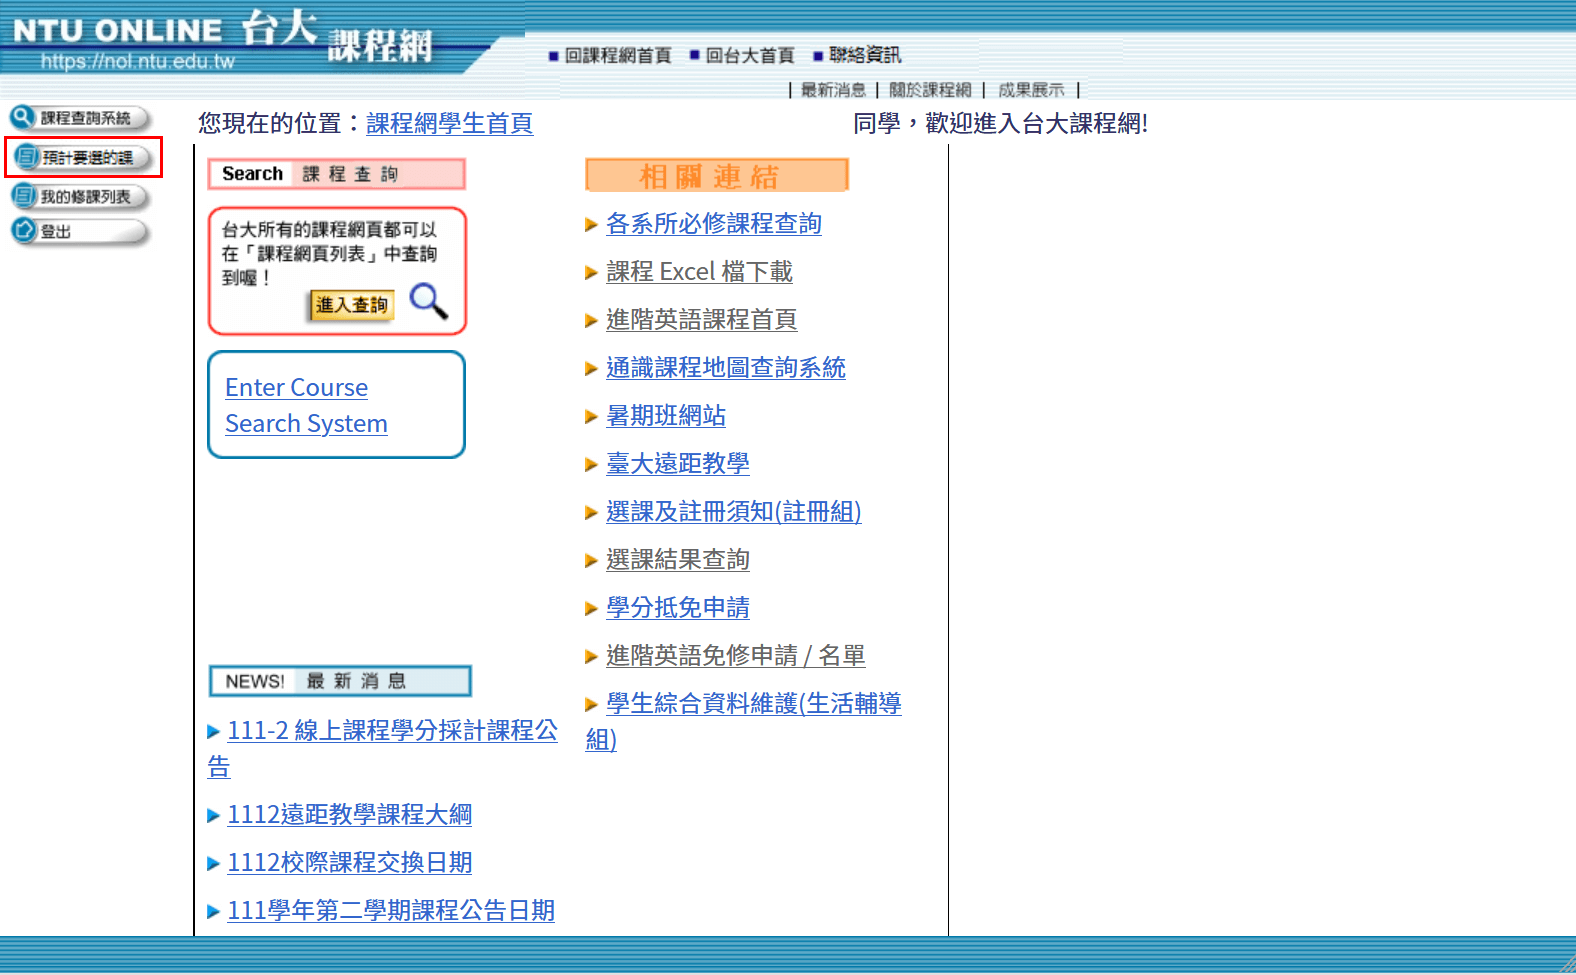 NTU ONLINE 台大 課程網
https://nol.ntu.edu.tw
回課程網首頁 回台大首頁 聯絡資訊
| 最新消息 | 關於課程網 | 成果展示 |
課程查詢系統
預計要選的課
我的修課列表
登出
您現在的位置：課程網學生首頁
同學，歡迎進入台大課程網!
Search 課程查詢
台大所有的課程網頁都可以
在「課程網頁列表」中查詢
到喔！
進入查詢
Enter Course
Search System
NEWS! 最新消息
111-2 線上課程學分採計課程公
告
1112遠距教學課程大綱
1112校際課程交換日期
111學年第二學期課程公告日期
相關連結
各系所必修課程查詢
課程 Excel 檔下載
進階英語課程首頁
通識課程地圖查詢系統
暑期班網站
臺大遠距教學
選課及註冊須知(註冊組)
選課結果查詢
學分抵免申請
進階英語免修申請 / 名單
學生綜合資料維護(生活輔導
組)